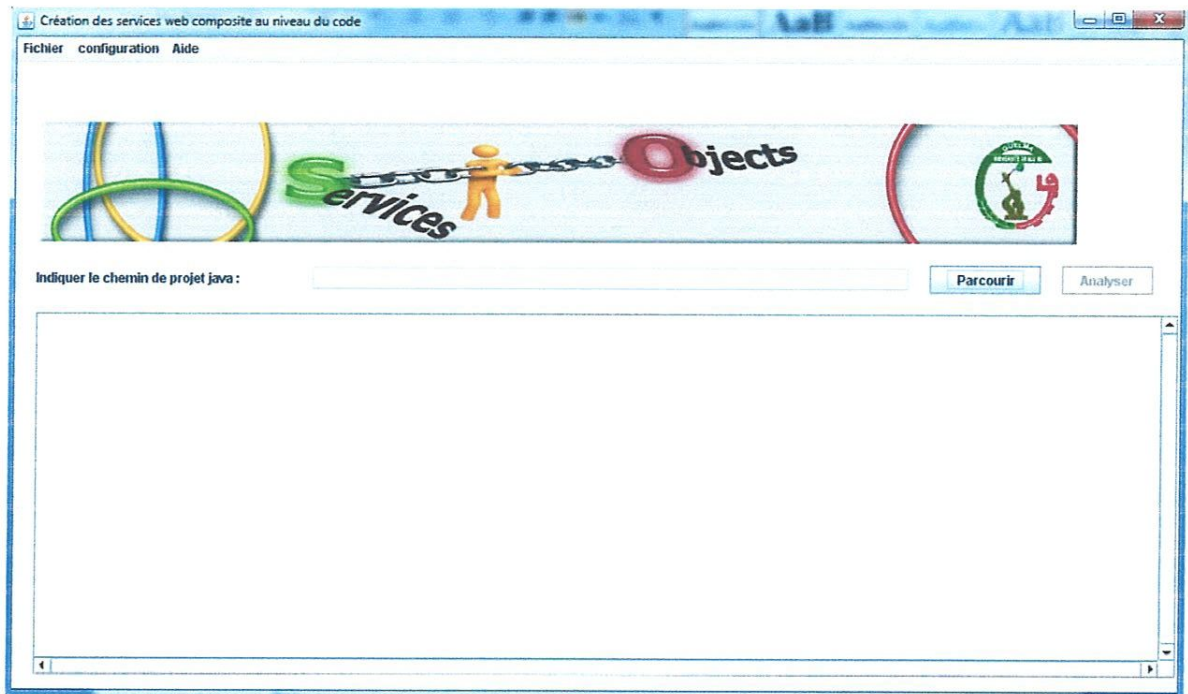 Création des services web composite au niveau du code
Fichier configuration Aide
Services Objects
GUELMA
Indiquer le chemin de projet java :
Parcourir
Analyser